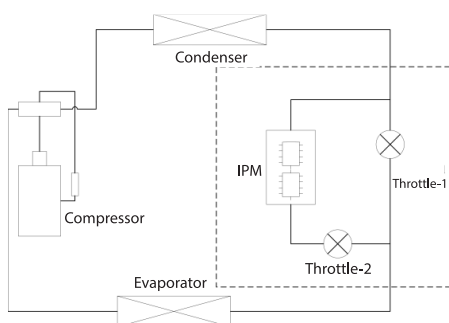 Condenser
IPM
Throttle-1
Compressor
Throttle-2
Evaporator